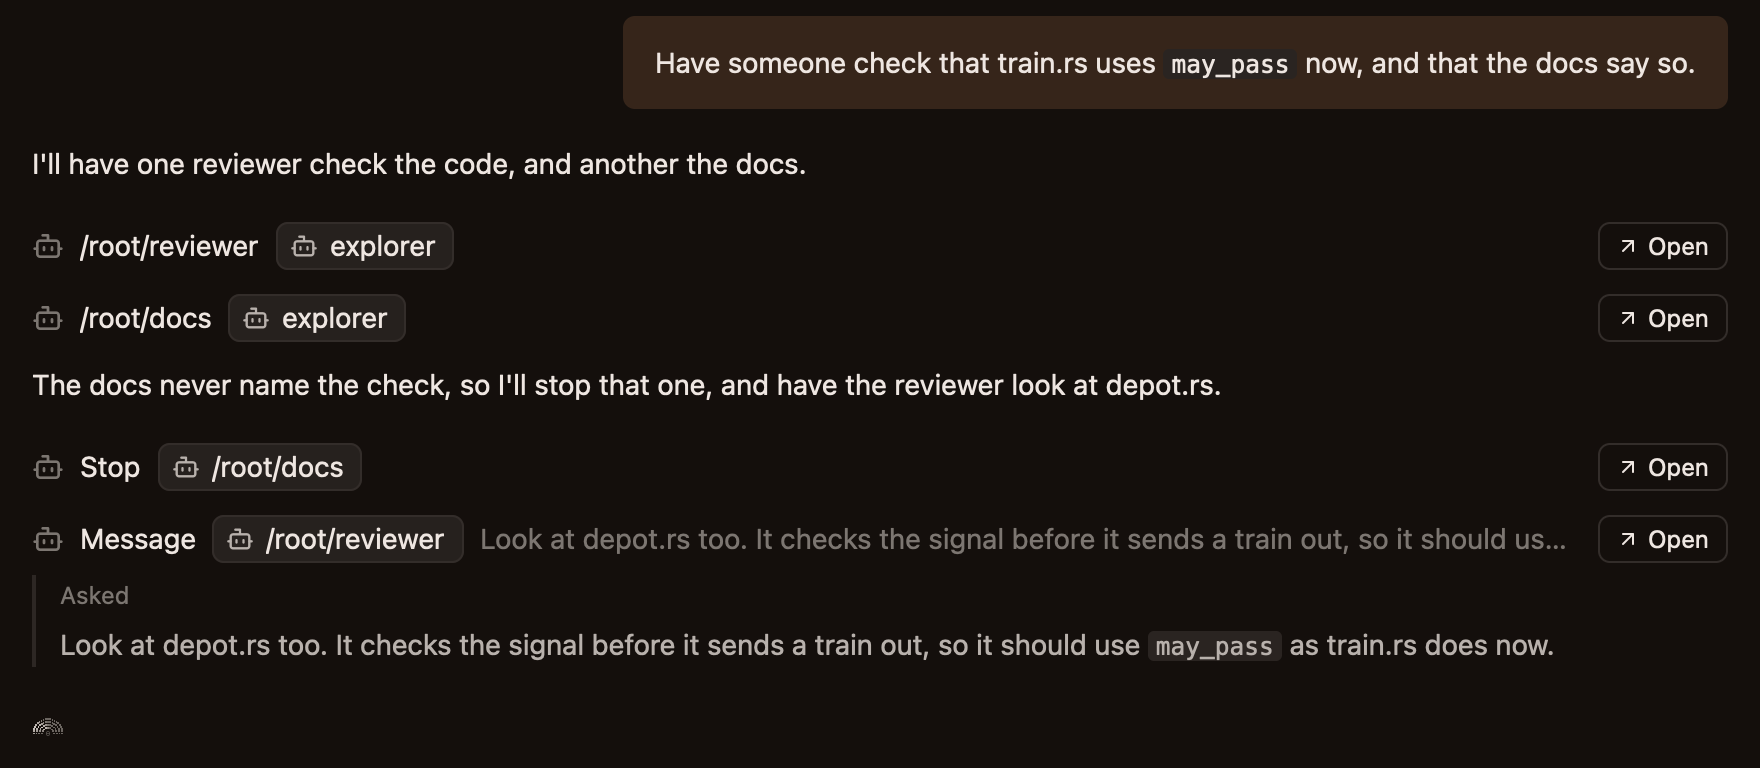 Have someone check that train.rs uses may_pass now, and that the docs say so.
I'll have one reviewer check the code, and another the docs.
/root/reviewer explorer Open
/root/docs explorer Open
The docs never name the check, so I'll stop that one, and have the reviewer look at depot.rs.
Stop /root/docs Open
Message /root/reviewer Look at depot.rs too. It checks the signal before it sends a train out, so it should us... Open
Asked
Look at depot.rs too. It checks the signal before it sends a train out, so it should use may_pass as train.rs does now.